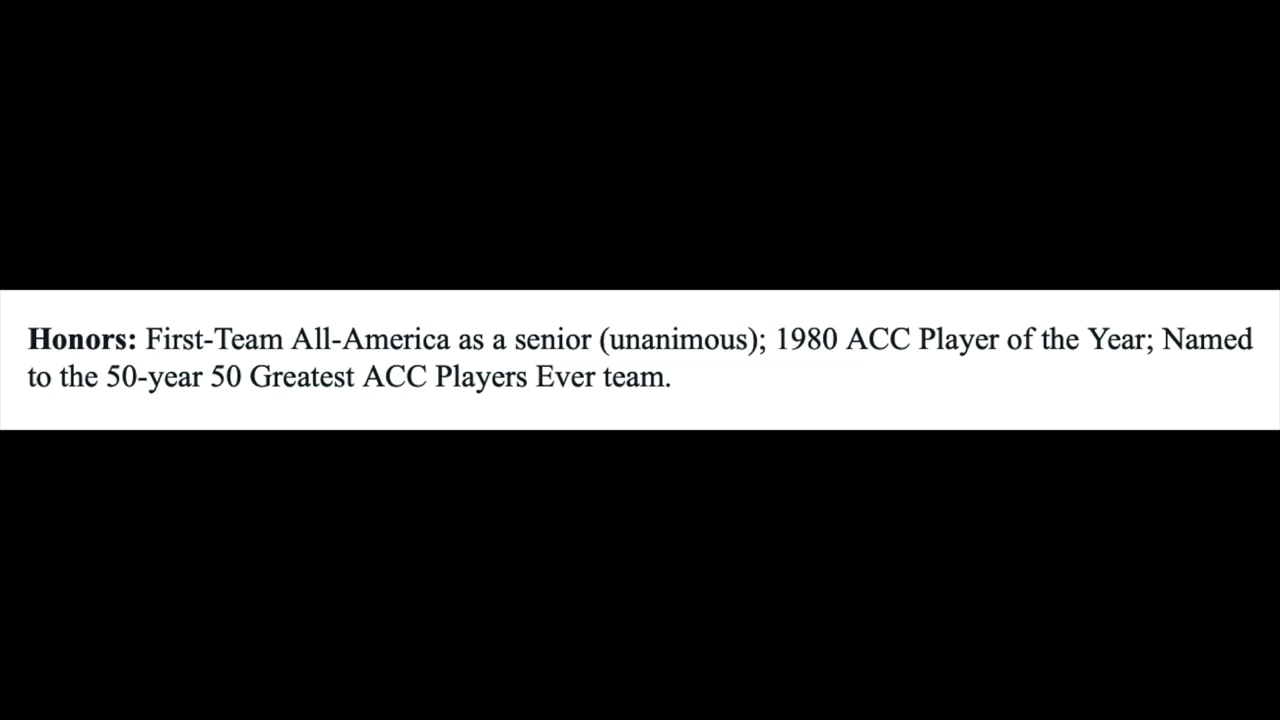 Honors: First-Team All-America as a senior (unanimous); 1980 ACC Player of the Year; Named
to the 50-year 50 Greatest ACC Players Ever team.